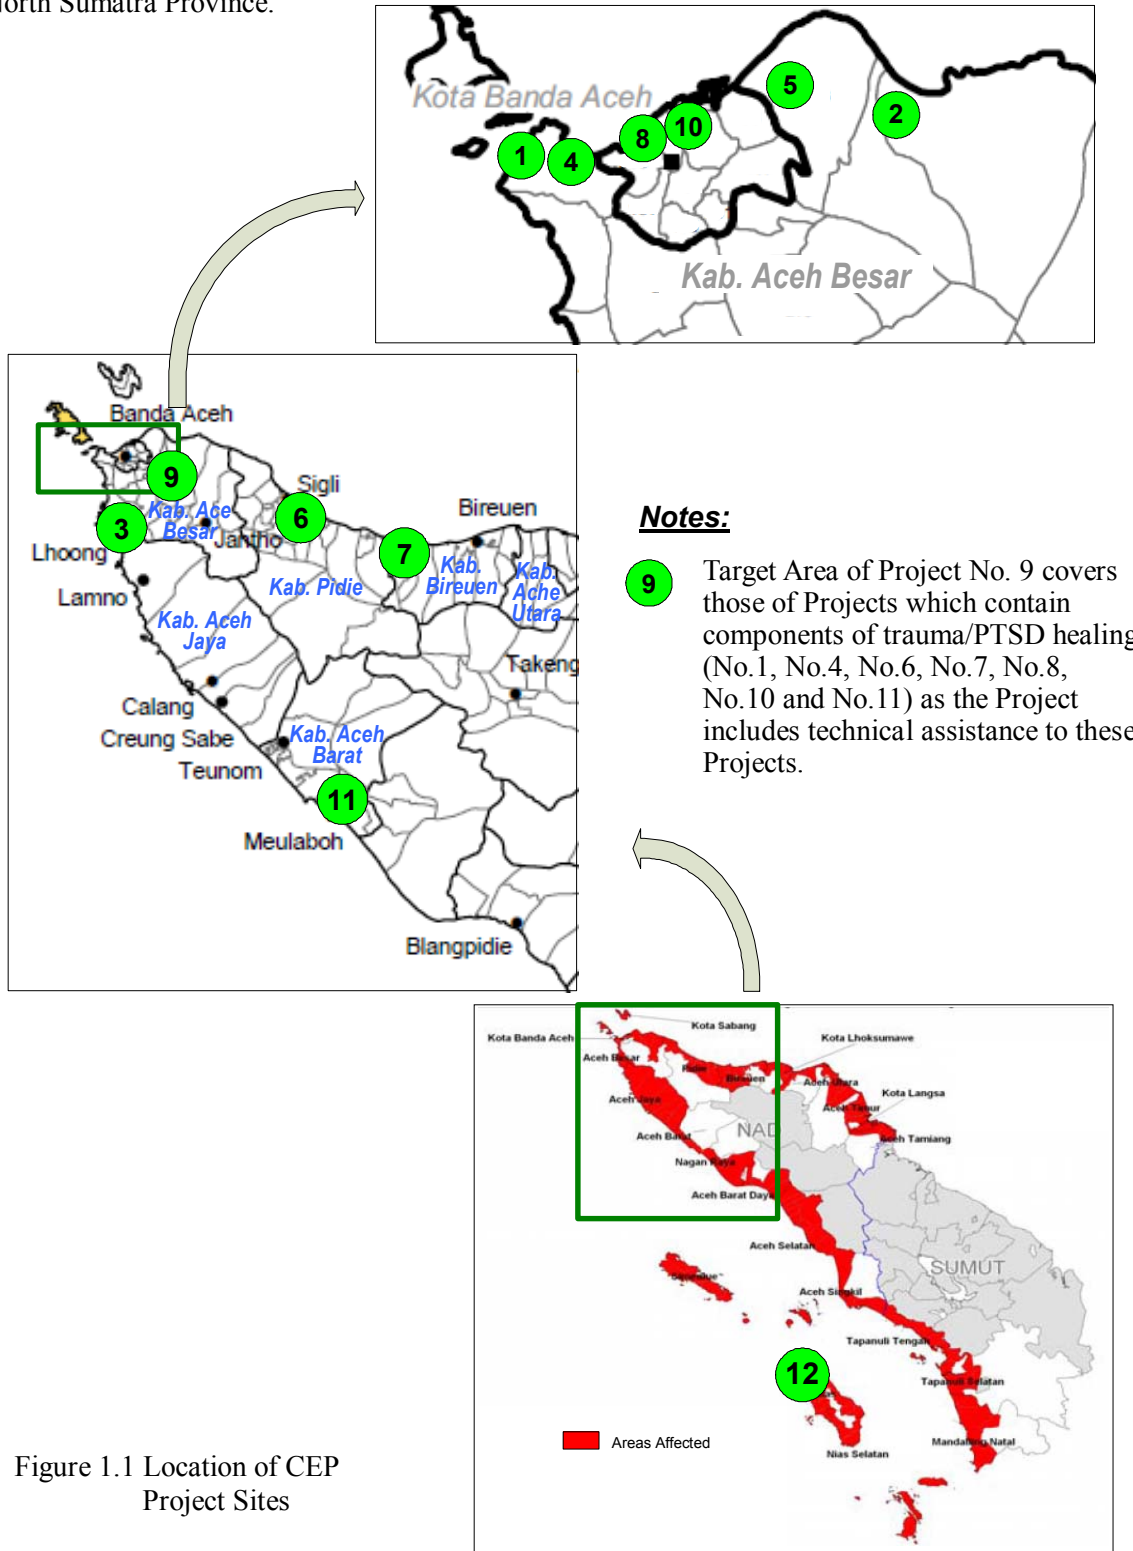 North Sumatra Province.
Kota Banda Aceh
5
2
10
8
1
4
Kab. Aceh Besar
Banda Aceh
9
Sigli
6
Bireuen
3
Kab. Ace
Besar
Jantho
7
Lhoong
Kab. Pidie
Kab.
Bireuen
Kab.
Ache
Utara
Lamno
Kab. Aceh
Jaya
Takeng
Calang
Creung Sabe
Kab. Aceh
Barat
Teunom
11
Meulaboh
Blangpidie
Notes:
9
Target Area of Project No. 9 covers
those of Projects which contain
components of trauma/PTSD healing
(No.1, No.4, No.6, No.7, No.8,
No.10 and No.11) as the Project
includes technical assistance to these
Projects.
Kota Sabang
Kota Banda Aceh
Kota Lhoksumawe
Aceh Besar
Pidie
Bireuen
Aceh Utara
Kota Langsa
Aceh Jaya
Aceh Timur
Aceh Barat
NAD
Aceh Tamiang
Nagan Raya
Aceh Barat Daya
Aceh Selatan
SUMUT
Aceh Singkil
Tapanuli Tengah
12
Tapanuli Selatan
Areas Affected
Mandailing Natal
Nias Selatan
Figure 1.1 Location of CEP
Project Sites